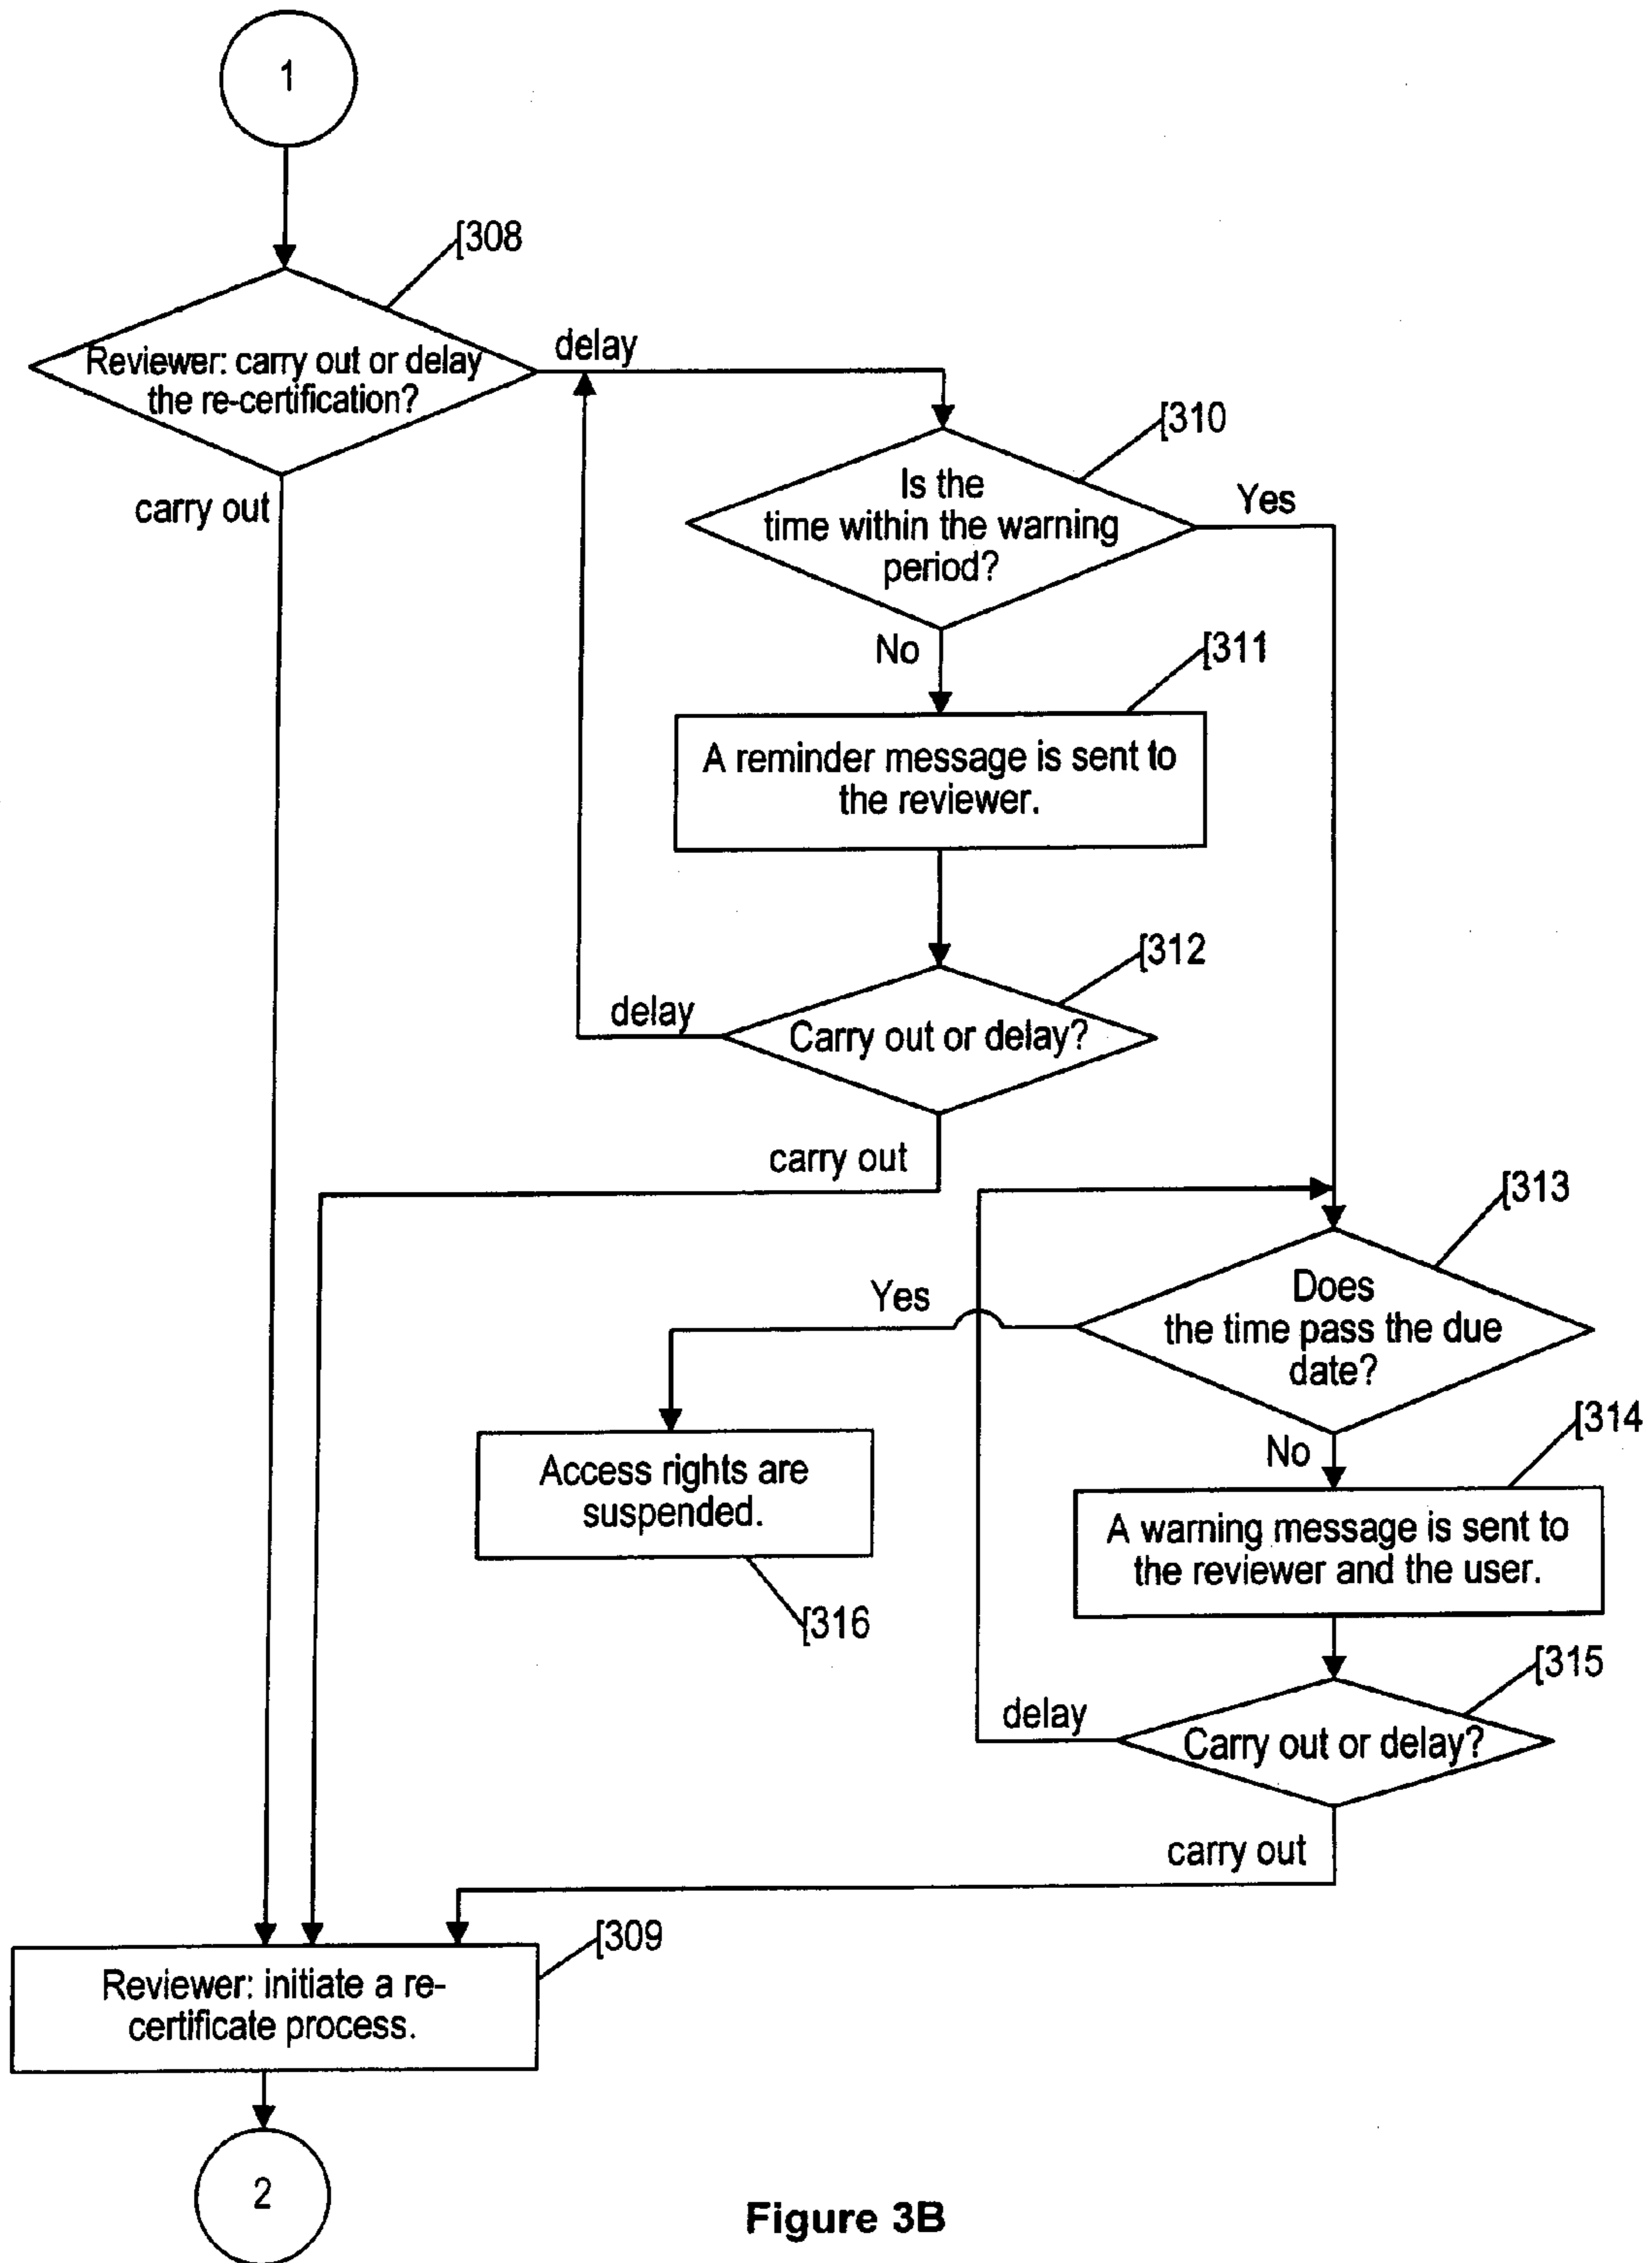 1
[308
Reviewer: carry out or delay
the re-certification?
delay
carry out
[310
Is the
time within the warning
period?
Yes
No
[311
A reminder message is sent to
the reviewer.
[312
Carry out or delay?
delay
carry out
[313
Does
the time pass the due
date?
Yes
No
[314
A warning message is sent to
the reviewer and the user.
Access rights are
suspended.
[316
[315
Carry out or delay?
delay
carry out
[309
Reviewer: initiate a re-
certificate process.
2
Figure 3B